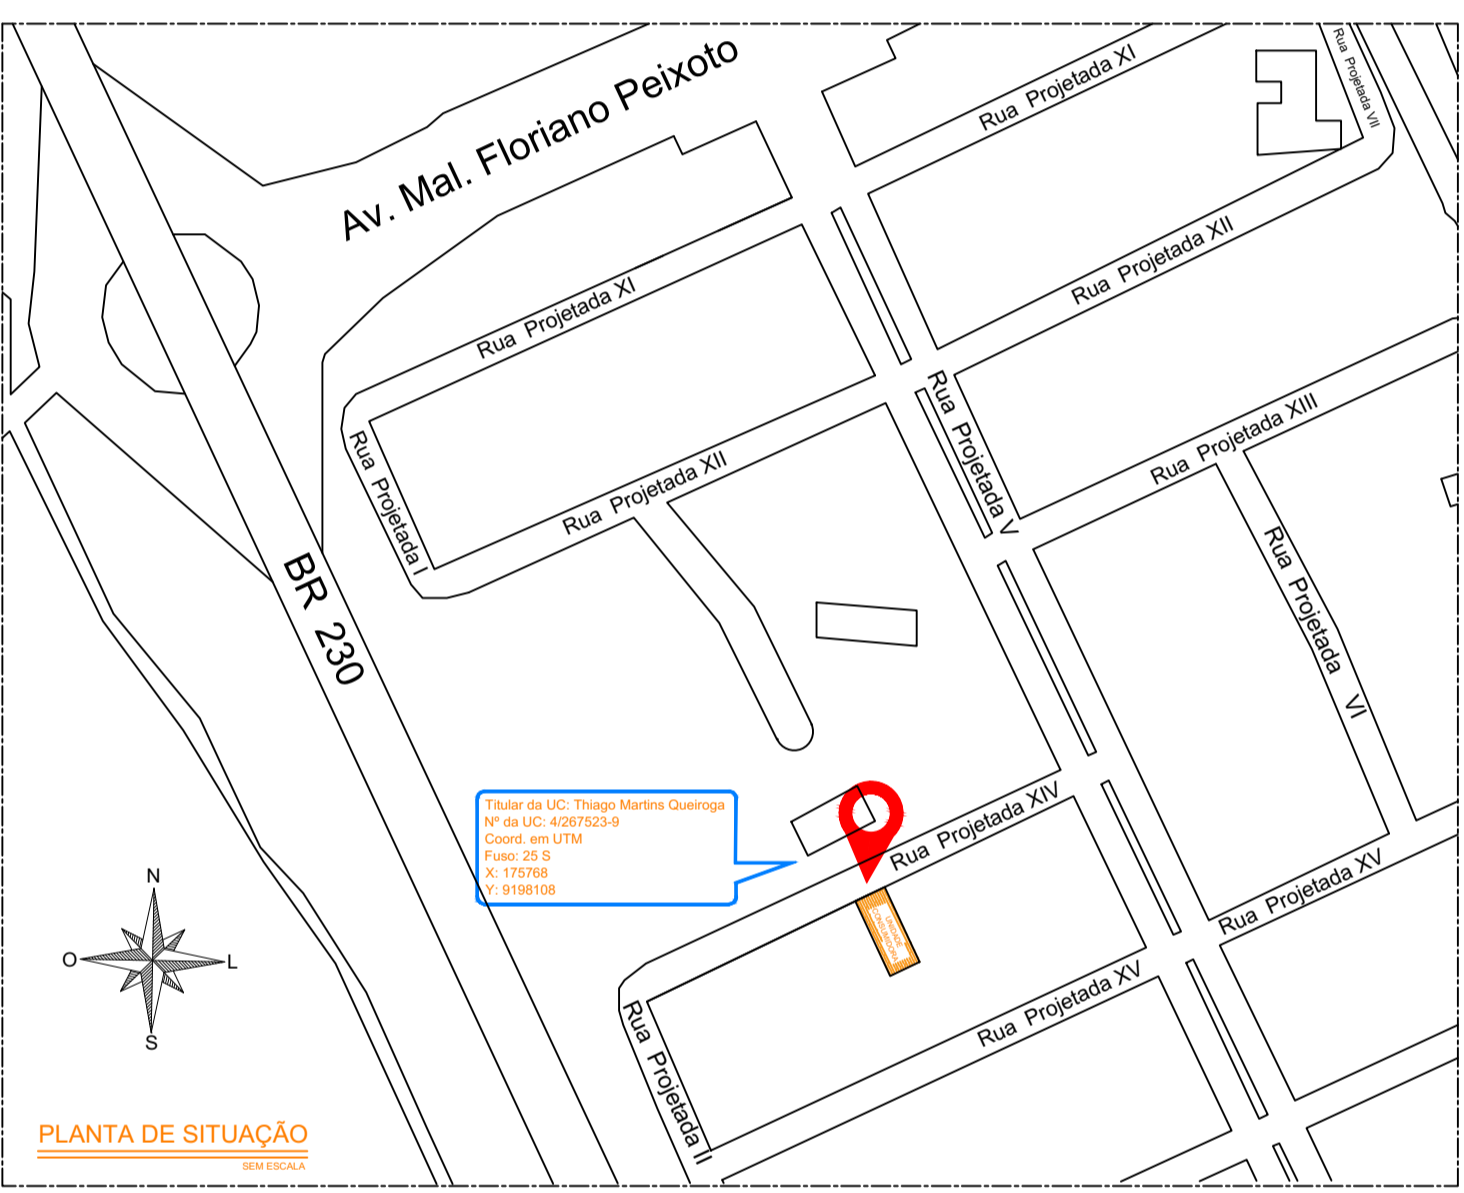 Av. Mal. Floriano Peixoto
Rua Projetada XI
Rua Projetada VII
Rua Projetada XII
Rua Projetada XI
Rua Projetada XIII
Rua Projetada V
Rua Projetada I
Rua Projetada XII
BR 230
Rua Projetada VI
Titular da UC: Thiago Martins Queiroga
Nº da UC: 4/267523-9
Coord. em UTM
Fuso: 25 S
X: 175768
Y: 9198108
Rua Projetada XIV
UNIDADE
CONSUMIDORA
Rua Projetada XV
Rua Projetada XV
Rua Projetada II
N
O
L
S
PLANTA DE SITUAÇÃO
SEM ESCALA